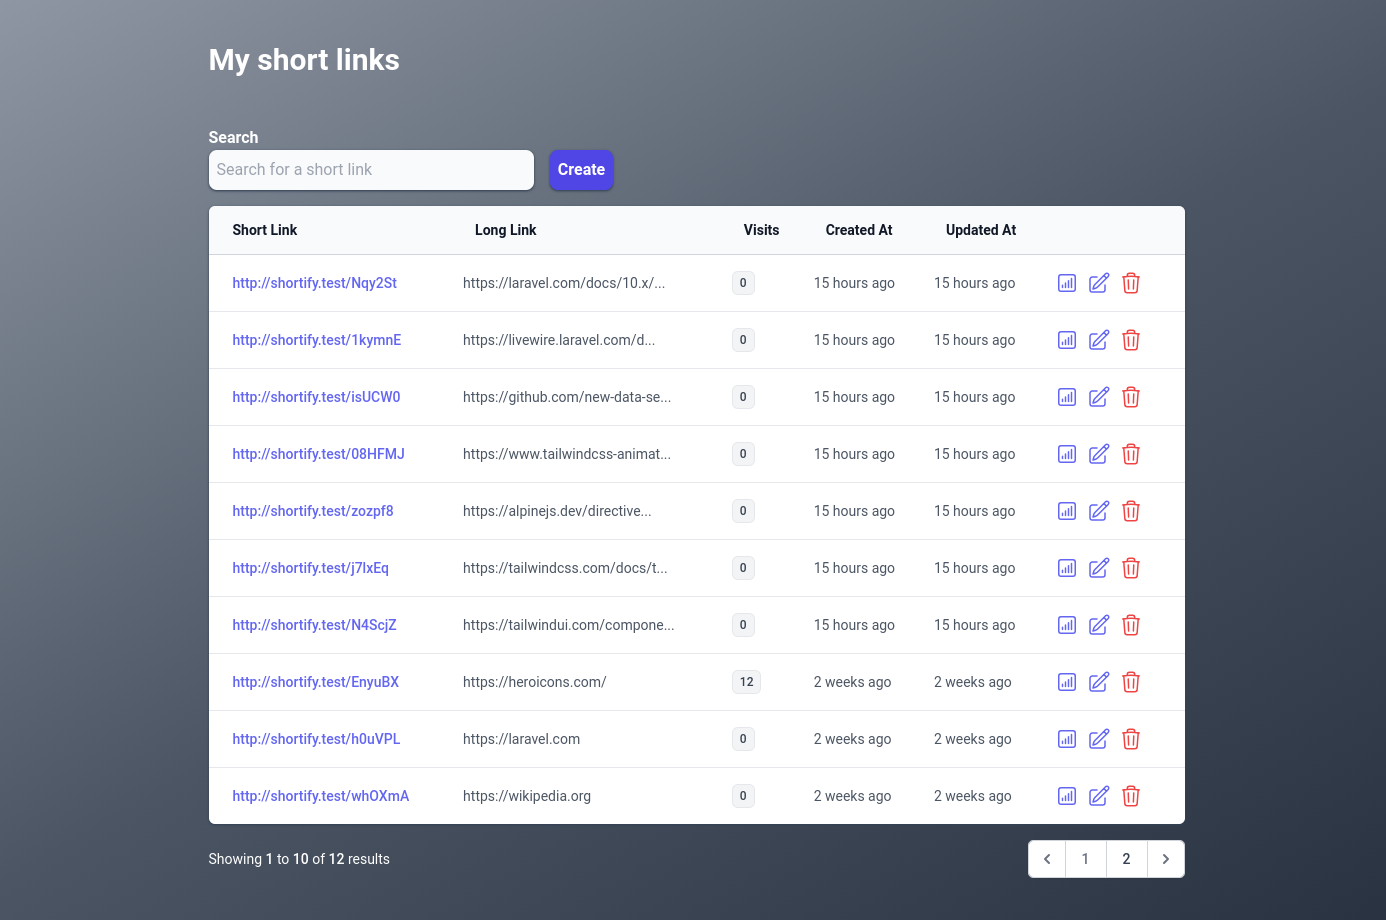 My short links
Search
Search for a short link
Create
Short Link Long Link Visits Created At Updated At
http://shortify.test/Nqy2St https://laravel.com/docs/10.x/... 0 15 hours ago 15 hours ago
http://shortify.test/1kymnE https://livewire.laravel.com/d... 0 15 hours ago 15 hours ago
http://shortify.test/isUCW0 https://github.com/new-data-se... 0 15 hours ago 15 hours ago
http://shortify.test/08HFMJ https://www.tailwindcss-animat... 0 15 hours ago 15 hours ago
http://shortify.test/zozpf8 https://alpinejs.dev/directive... 0 15 hours ago 15 hours ago
http://shortify.test/j7lxEq https://tailwindcss.com/docs/t... 0 15 hours ago 15 hours ago
http://shortify.test/N4ScjZ https://tailwindui.com/compone... 0 15 hours ago 15 hours ago
http://shortify.test/EnyuBX https://heroicons.com/ 12 2 weeks ago 2 weeks ago
http://shortify.test/h0uVPL https://laravel.com 0 2 weeks ago 2 weeks ago
http://shortify.test/whOXmA https://wikipedia.org 0 2 weeks ago 2 weeks ago
Showing 1 to 10 of 12 results 1 2